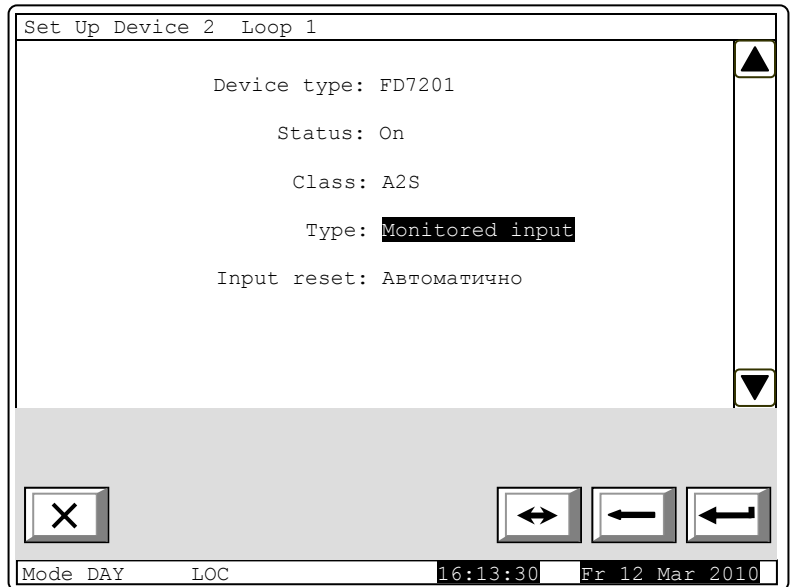 Set Up Device 2 Loop 1
Device type: FD7201
Status: On
Class: A2S
Type: Monitored input
Input reset: Автоматично
Mode DAY LOC 16:13:30 Fr 12 Mar 2010